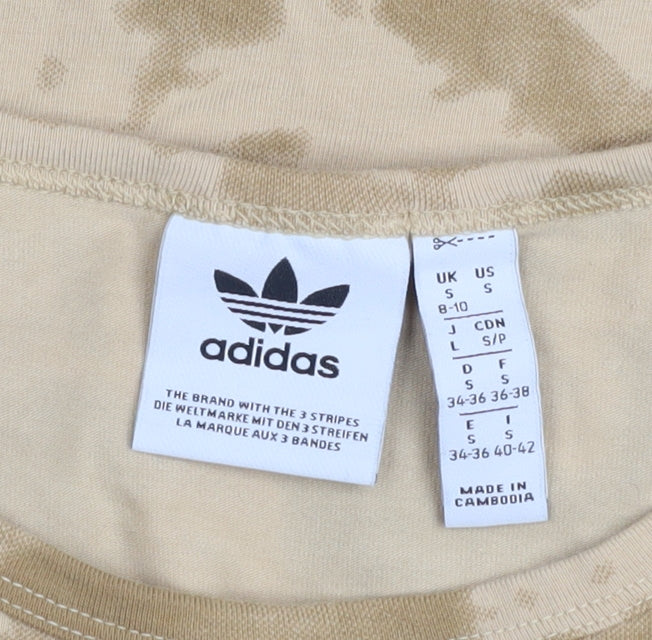 adidas
THE BRAND WITH THE 3 STRIPES
DIE WELTMARKE MIT DEN 3 STREIFEN
LA MARQUE AUX 3 BANDES
UK US
S S
8-10
J CDN
L S/P
D F
S S
34-36 36-38
E I
S S
34-36 40-42
MADE IN
CAMBODIA